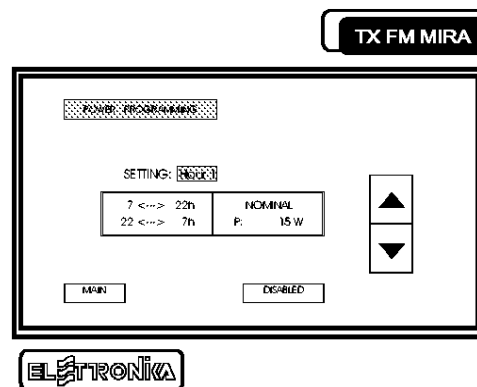 TX FM MIRA
POWER PROGRAMMING
SETTING: Hour 1
7 <---> 22h NOMINAL
22 <---> 7h P: 15 W
MAIN DISABLED
ELETTRONIKA